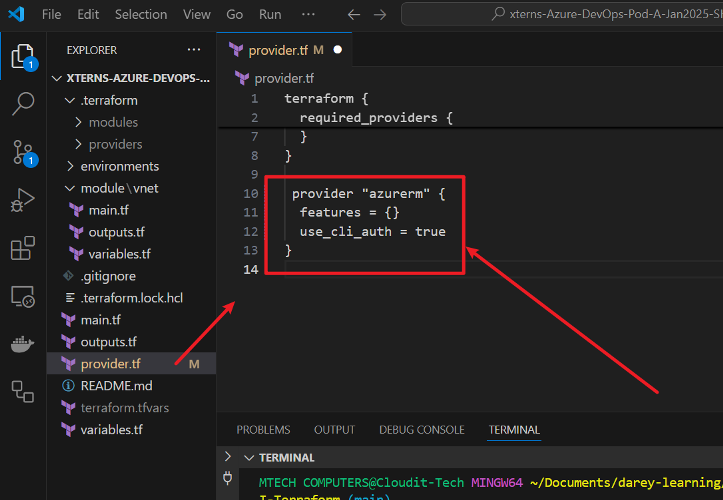 File Edit Selection View Go Run ···
xterns-Azure-DevOps-Pod-A-Jan2025-Sh
EXPLORER ···
XTERNS-AZURE-DEVOPS-...
.terraform
modules
providers
environments
module\vnet
main.tf
outputs.tf
variables.tf
.gitignore
.terraform.lock.hcl
main.tf
outputs.tf
provider.tf M
README.md
terraform.tfvars
variables.tf
1
1
provider.tf M
provider.tf
1 terraform {
2 required_providers {
7 }
8 }
9
10 provider "azurerm" {
11 features = {}
12 use_cli_auth = true
13 }
14
PROBLEMS OUTPUT DEBUG CONSOLE TERMINAL
TERMINAL
MTECH COMPUTERS@Cloudit-Tech MINGW64 ~/Documents/darey-learning/
I-Terraform (main)